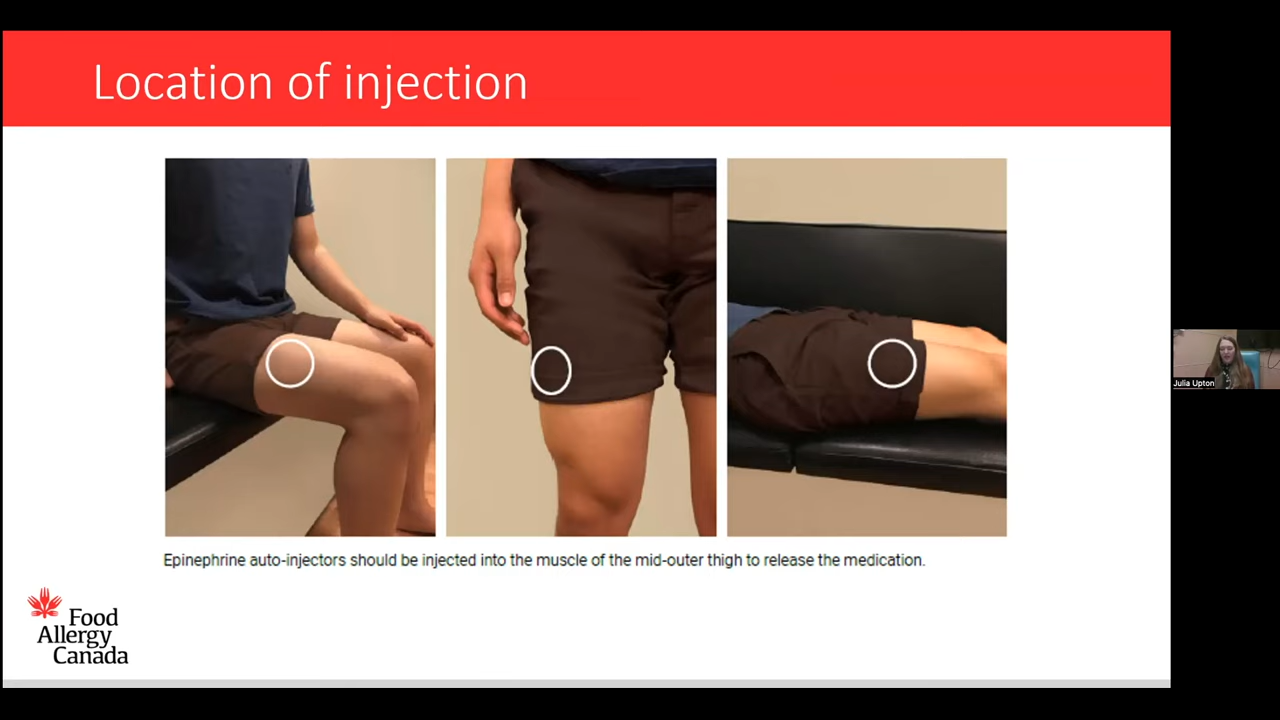 Location of injection
Epinephrine auto-injectors should be injected into the muscle of the mid-outer thigh to release the medication.
Food
Allergy
Canada
Julia Upton